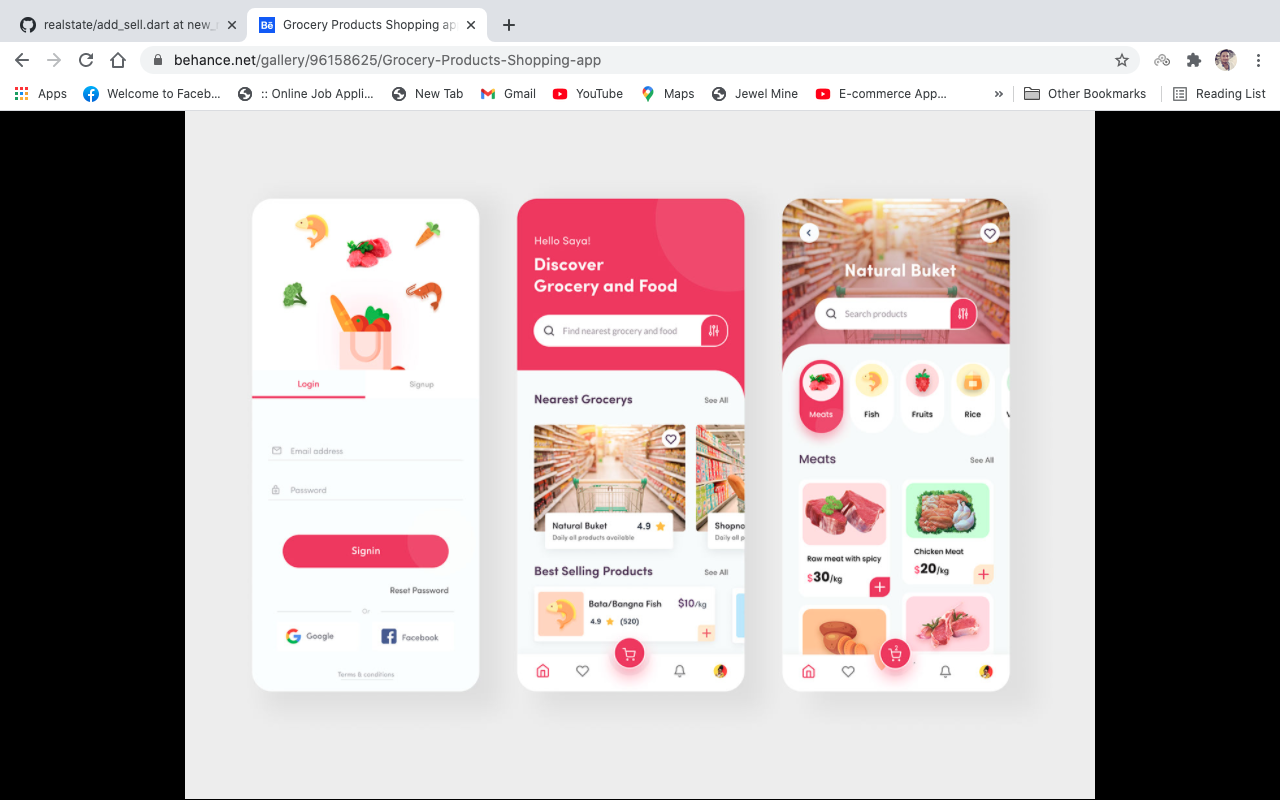 realstate/add_sell.dart at new_
Bē
Grocery Products Shopping ap
behance.net/gallery/96158625/Grocery-Products-Shopping-app
Apps
Welcome to Faceb...
:: Online Job Appli...
New Tab
Gmail
YouTube
Maps
Jewel Mine
E-commerce App...
»
Other Bookmarks
Reading List
Login
Signup
Email address
Password
Signin
Reset Password
Or
Google
Facebook
Terms & conditions
Hello Saya!
Discover
Grocery and Food
Find nearest grocery and food
Nearest Grocerys
See All
Natural Buket
4.9
Daily all products available
Shopno
Daily all pro
Best Selling Products
See All
Bata/Bangna Fish
$10/kg
4.9
(520)
Natural Buket
Search products
Meats
Fish
Fruits
Rice
Meats
See All
Raw meat with spicy
$30/kg
Chicken Meat
$20/kg
2